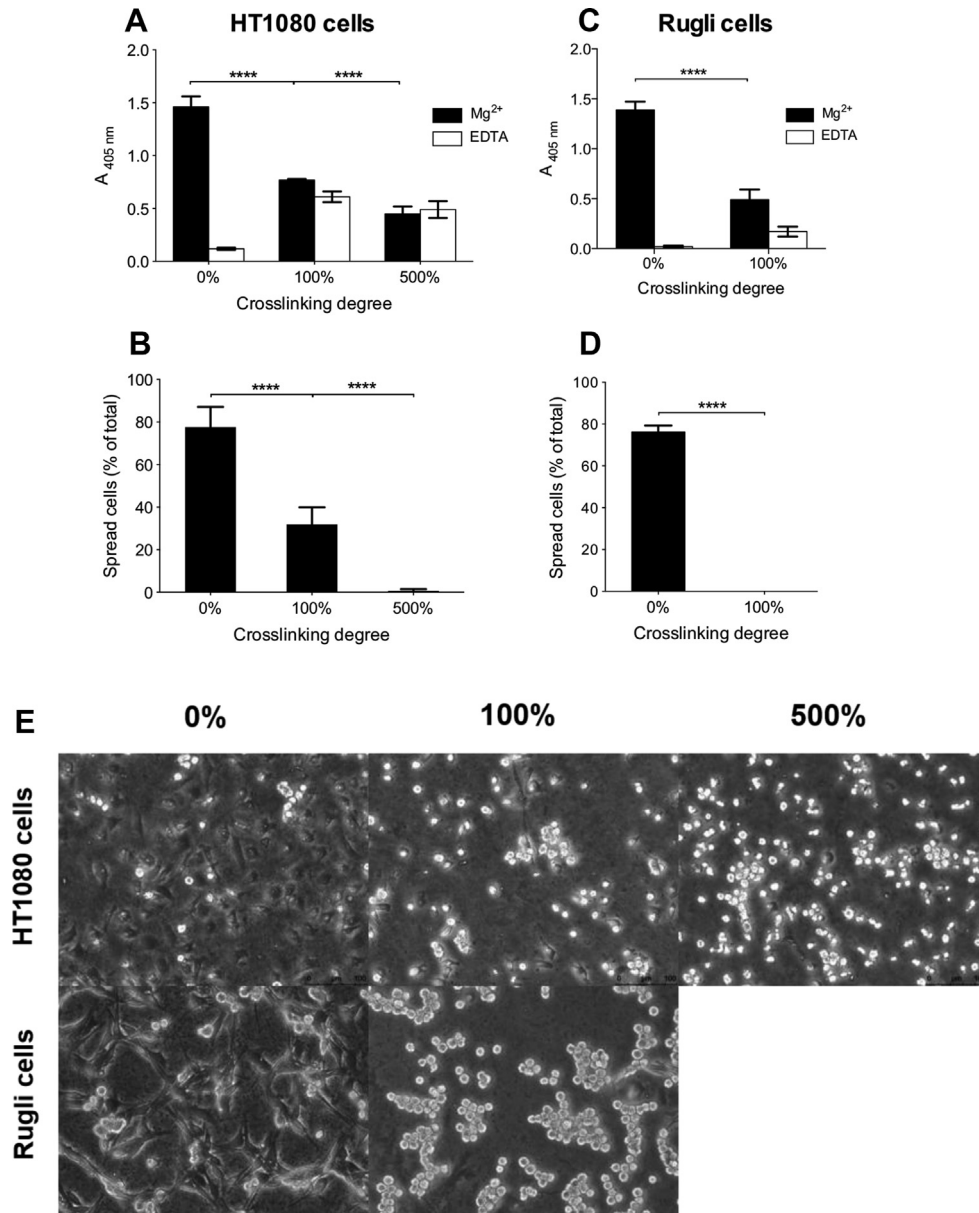 A
HT1080 cells
2.0
1.5
1.0
0.5
0.0
A 405 nm
****
****
Mg2+
EDTA
0%
100%
500%
Crosslinking degree
C
Rugli cells
2.0
1.5
1.0
0.5
0.0
A 405 nm
****
Mg2+
EDTA
0%
100%
Crosslinking degree
B
100
80
60
40
20
0
Spread cells (% of total)
****
****
0%
100%
500%
Crosslinking degree
D
100
80
60
40
20
0
Spread cells (% of total)
****
0%
100%
Crosslinking degree
E
0%
100%
500%
HT1080 cells
Rugli cells